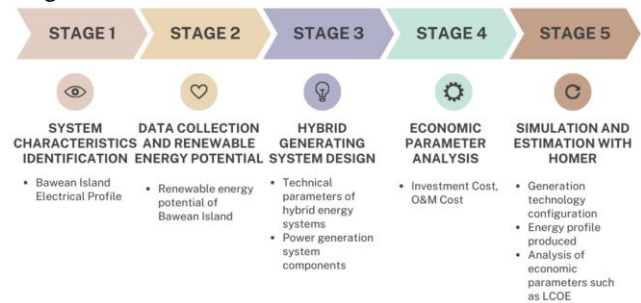 STAGE 1
STAGE 2
STAGE 3
STAGE 4
STAGE 5
SYSTEM
CHARACTERISTICS
IDENTIFICATION
• Bawean Island
Electrical Profile
DATA COLLECTION
AND RENEWABLE
ENERGY POTENTIAL
• Renewable energy
potential of
Bawean Island
HYBRID
GENERATING
SYSTEM DESIGN
• Technical
parameters of
hybrid energy
systems
• Power generation
system
components
ECONOMIC
PARAMETER
ANALYSIS
• Investment Cost,
O&M Cost
SIMULATION AND
ESTIMATION WITH
HOMER
• Generation
technology
configuration
• Energy profile
produced
• Analysis of
economic
parameters such
as LCOE